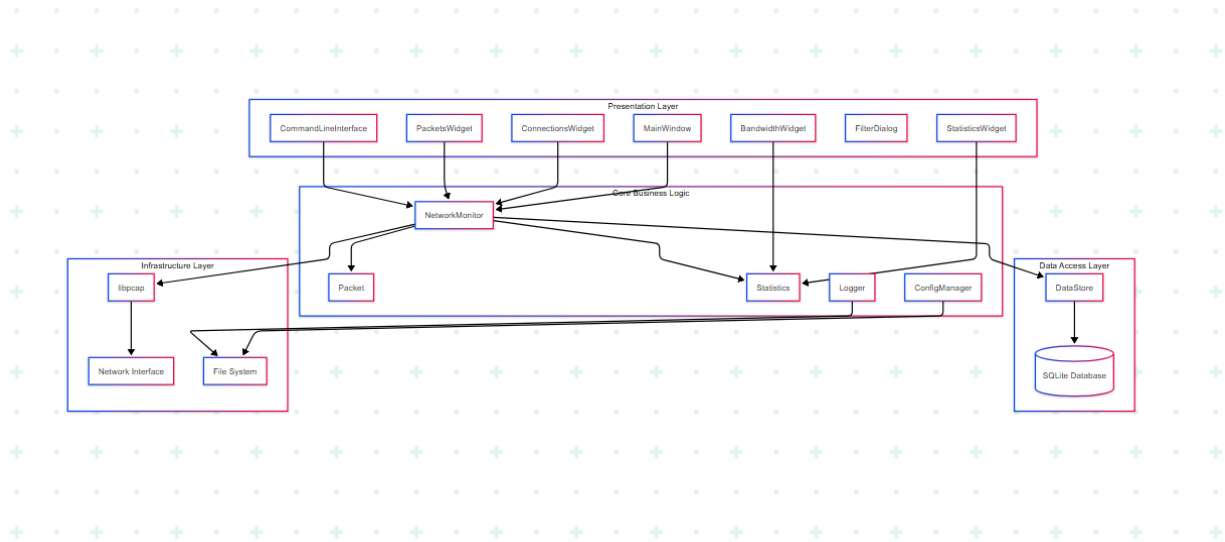 Presentation Layer
CommandLineInterface
PacketsWidget
ConnectionsWidget
MainWindow
BandwidthWidget
FilterDialog
StatisticsWidget
Core Business Logic
NetworkMonitor
Infrastructure Layer
Data Access Layer
libpcap
Packet
Statistics
Logger
ConfigManager
DataStore
Network Interface
File System
SQLite Database